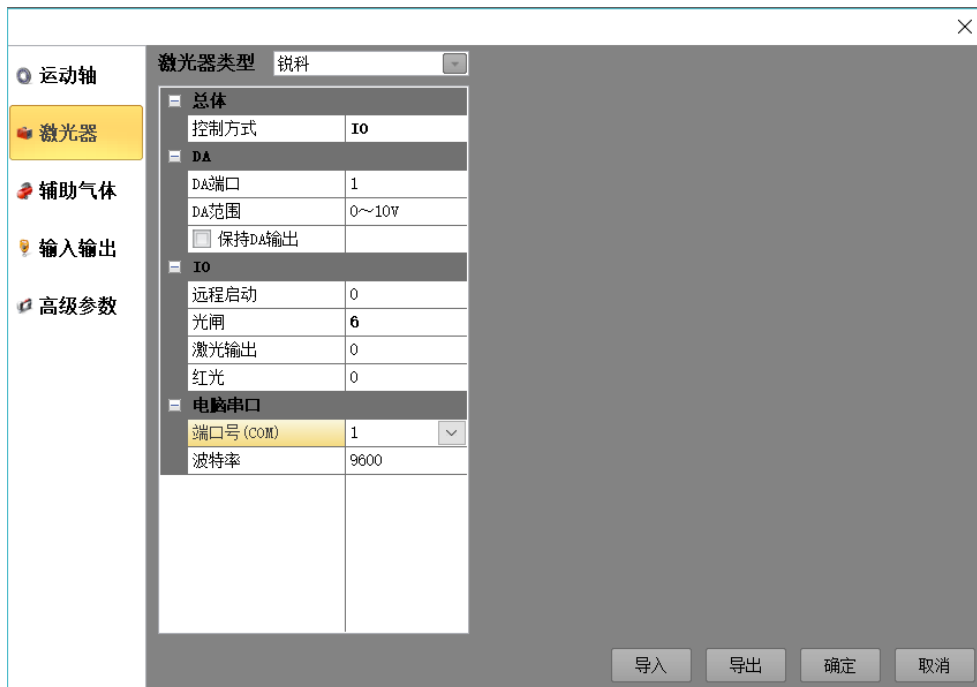 运动轴
激光器
辅助气体
输入输出
高级参数
激光器类型 锐科
总体
控制方式 IO
DA
DA端口 1
DA范围 0～10V
保持DA输出
IO
远程启动 0
光闸 6
激光输出 0
红光 0
电脑串口
端口号(COM) 1
波特率 9600
导入 导出 确定 取消